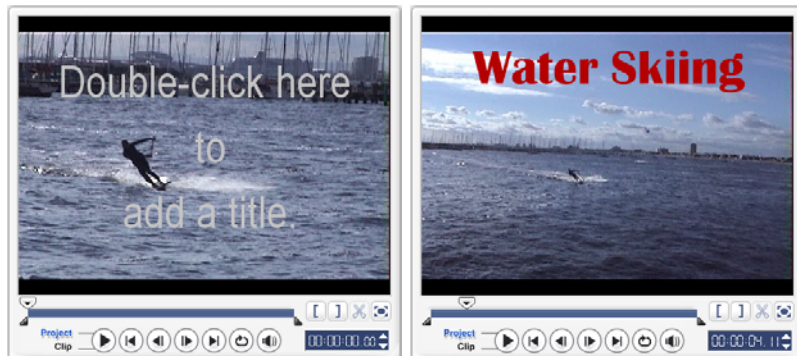 Double-click here
to
add a title.
Project
Clip
00:00:00.00
Water Skiing
Project
Clip
00:00:04.11